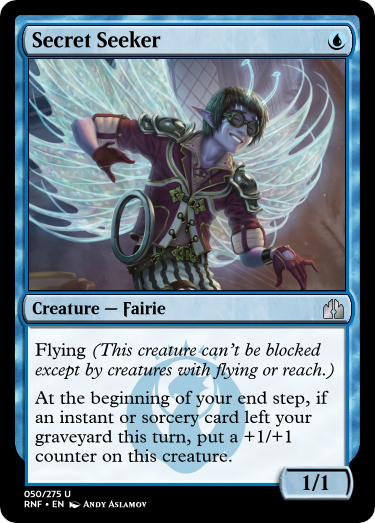 Secret Seeker
Creature — Fairie
Flying (This creature can't be blocked
except by creatures with flying or reach.)
At the beginning of your end step, if
an instant or sorcery card left your
graveyard this turn, put a +1/+1
counter on this creature.
1/1
050/275 U
RNF • EN Andy Aslamov